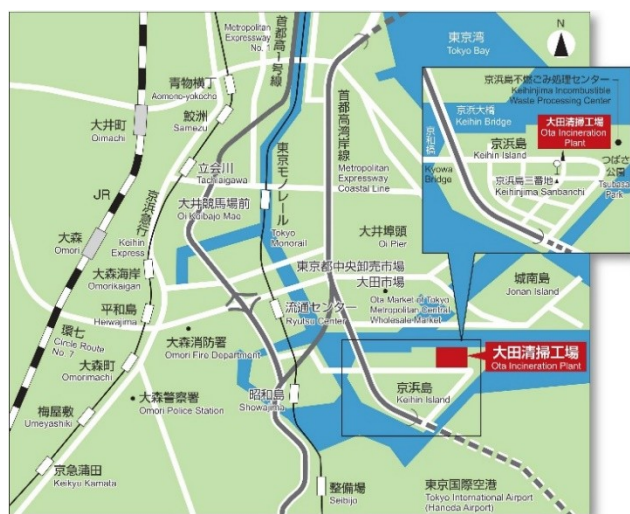 Metropolitan
Expressway
No. 1
首都高1号線
東京湾
Tokyo Bay
N
青物横丁
Aomono-yokocho
鮫洲
Samezu
大井町
Oimachi
立会川
Tachiaigawa
首都高湾岸線
Metropolitan
Expressway
Coastal Line
東京モノレール
Tokyo
Monorail
大井競馬場前
Oi Kuibajo Mae
JR
京浜急行
Keihin
Express
大森
Omori
大森海岸
Omorikaigan
平和島
Heiwajima
環七
Circle Route
No. 7
大森町
Omorimachi
梅屋敷
Umeyashiki
京急蒲田
Keikyu Kamata
大森消防署
Omori Fire Department
大森警察署
Omori Police Station
大井埠頭
Oi Pier
東京都中央卸売市場
大田市場
Ota Market of Tokyo
Metropolitan Central
Wholesale Market
流通センター
Ryutsu Center
昭和島
Showajima
整備場
Seibijo
城南島
Jonan Island
大田清掃工場
Ota Incineration Plant
京浜島
Keihin Island
東京国際空港
Tokyo International Airport
(Haneda Airport)
京浜島不燃ごみ処理センター
Keihinjima Incombustible
Waste Processing Center
京浜大橋
Keihin Bridge
大田清掃工場
Ota Incineration
Plant
京和橋
Kyowa
Bridge
京浜島
Keihin Island
京浜島三番地
Keihinjima Sanbanchi
つばさ
公園
Tsubasa
Park